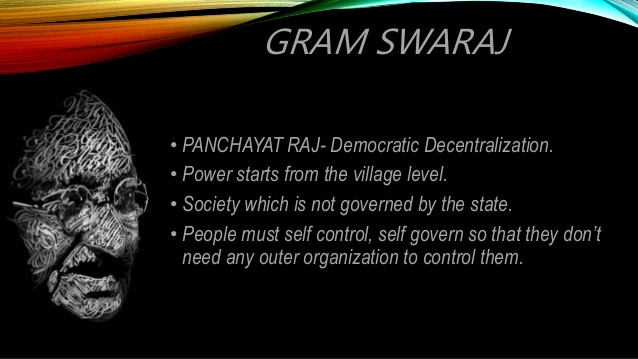 GRAM SWARAJ
• PANCHAYAT RAJ- Democratic Decentralization.
• Power starts from the village level.
• Society which is not governed by the state.
• People must self control, self govern so that they don’t
need any outer organization to control them.